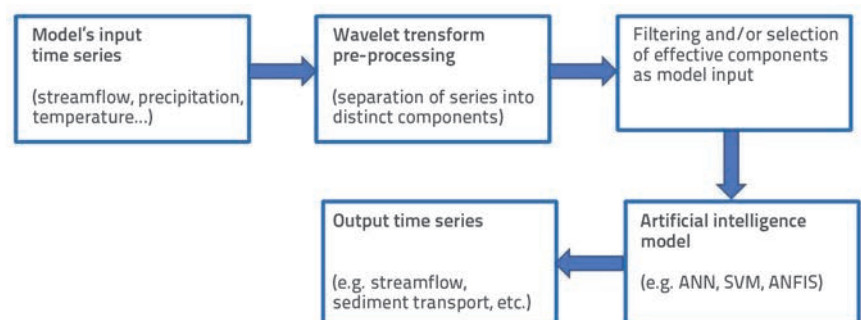 Model's input
time series
(streamflow, precipitation,
temperature...)
Wavelet trensform
pre-processing
(separation of series into
distinct components)
Filtering and/or selection
of effective components
as model input
Artificial intelligence
model
(e.g. ANN, SVM, ANFIS)
Output time series
(e.g. streamflow,
sediment transport, etc.)